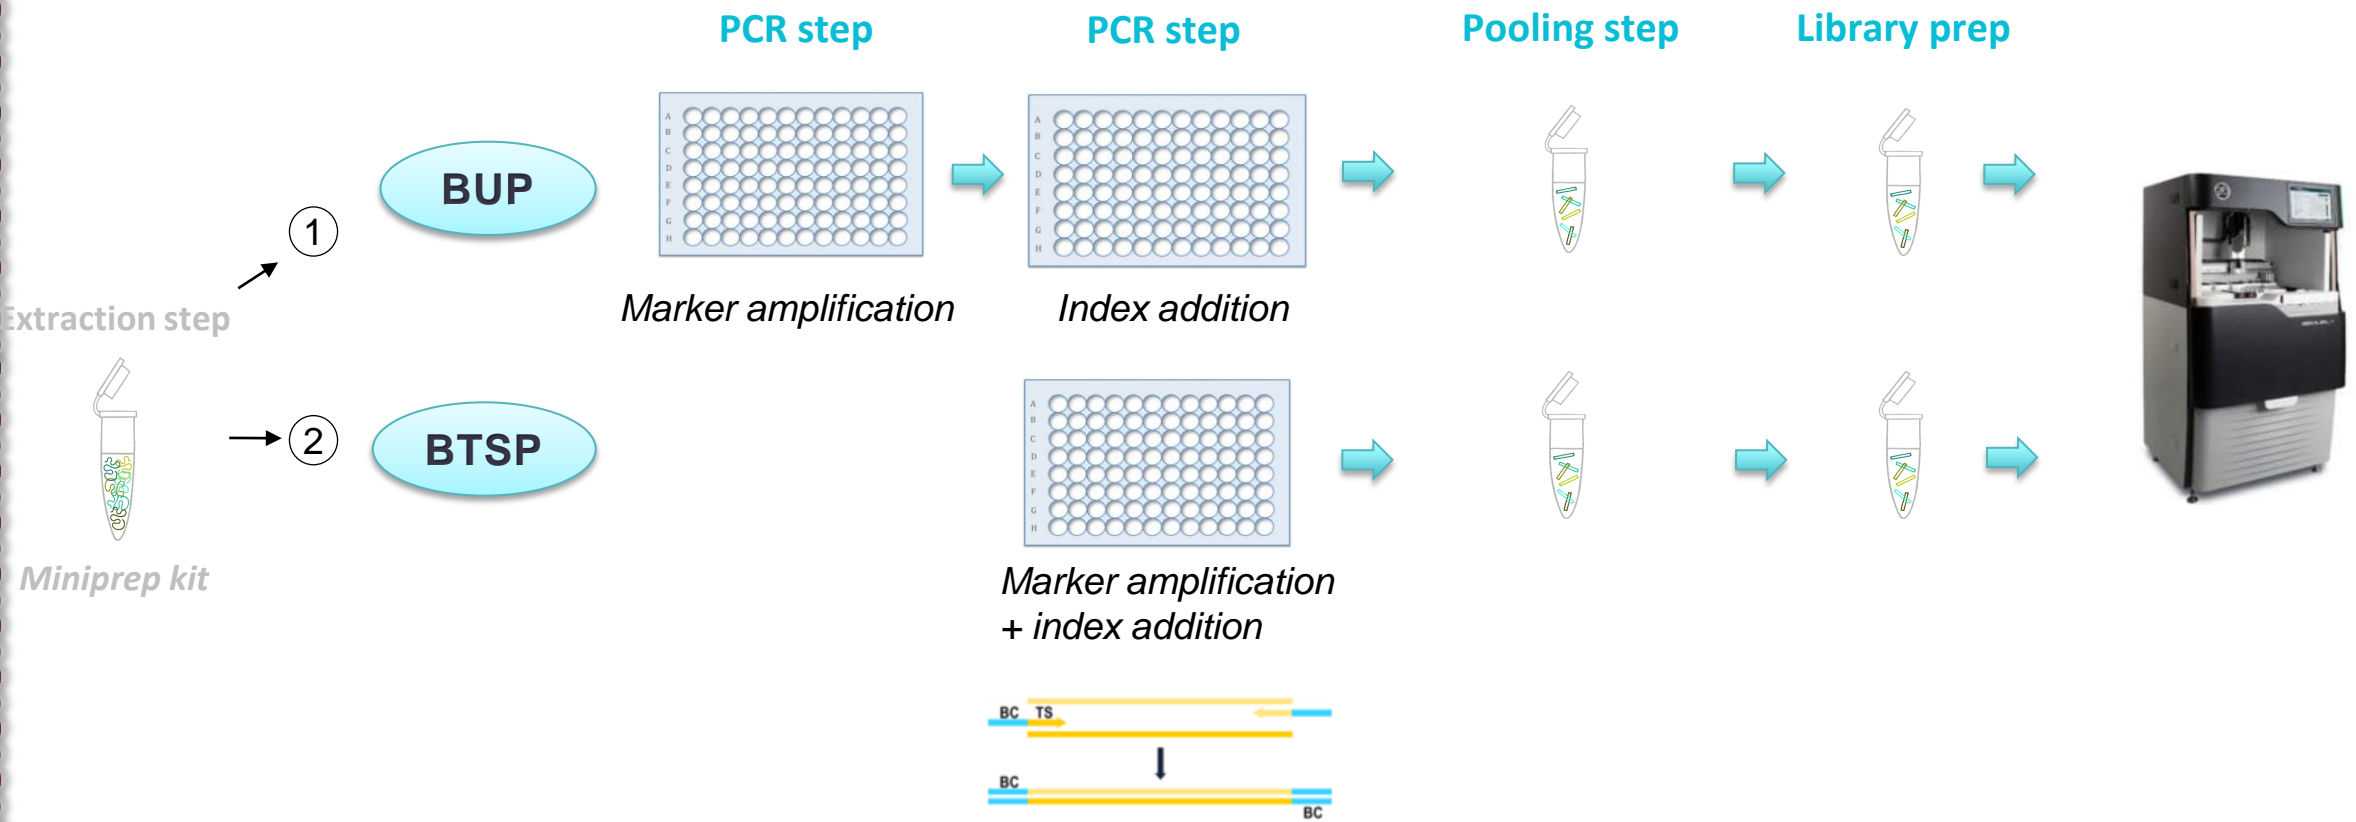 PCR step
PCR step
Pooling step
Library prep
A
B
C
D
E
F
G
H
A
B
C
D
E
F
G
H
BUP
1
Marker amplification
Index addition
Extraction step
A
B
C
D
E
F
G
H
2
BTSP
Miniprep kit
Marker amplification
+ index addition
BC TS
BC
BC